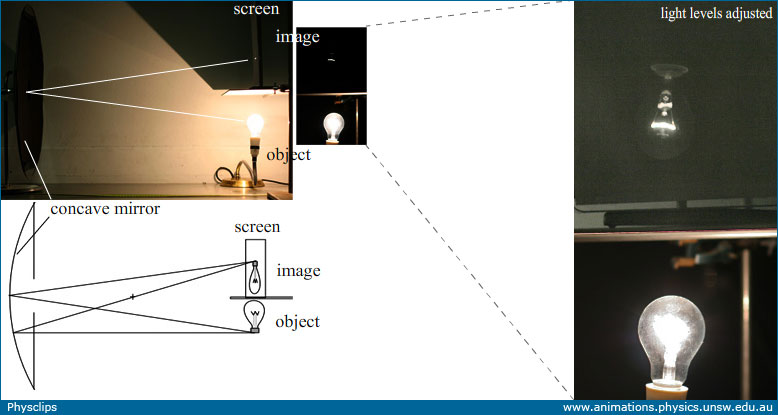 screen
image
light levels adjusted
object
concave mirror
screen
image
object
Physclips
www.animations.physics.unsw.edu.au